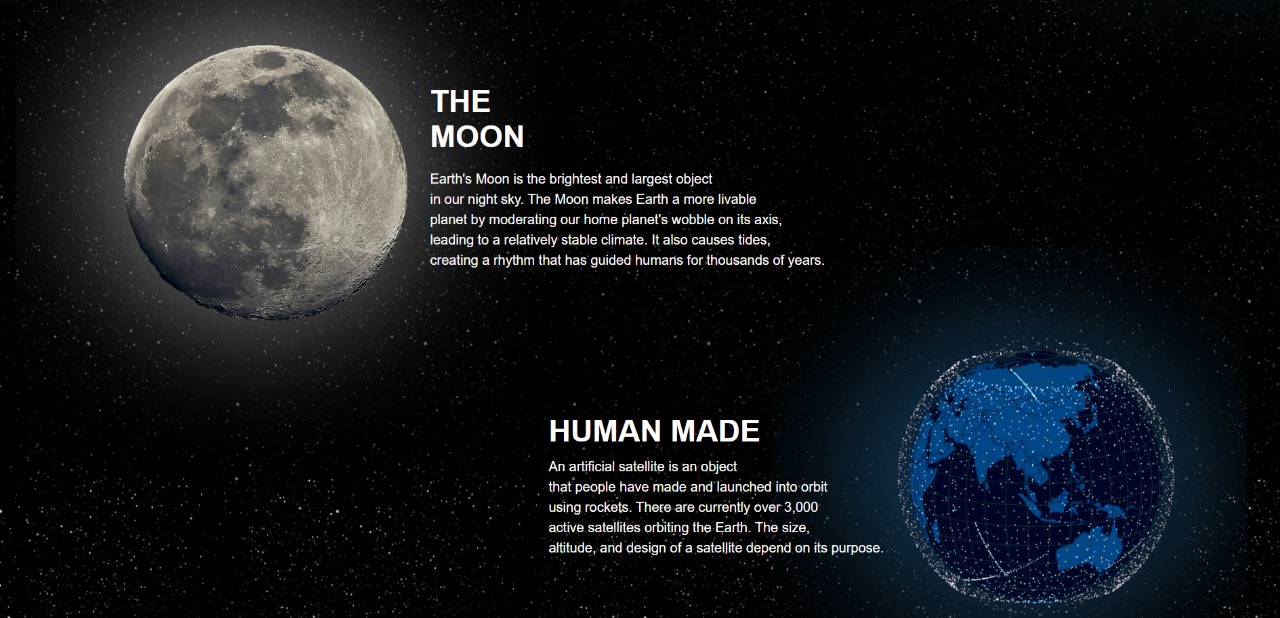 THE
MOON
Earth's Moon is the brightest and largest object
in our night sky. The Moon makes Earth a more livable
planet by moderating our home planet's wobble on its axis,
leading to a relatively stable climate. It also causes tides,
creating a rhythm that has guided humans for thousands of years.
HUMAN MADE
An artificial satellite is an object
that people have made and launched into orbit
using rockets. There are currently over 3,000
active satellites orbiting the Earth. The size,
altitude, and design of a satellite depend on its purpose.